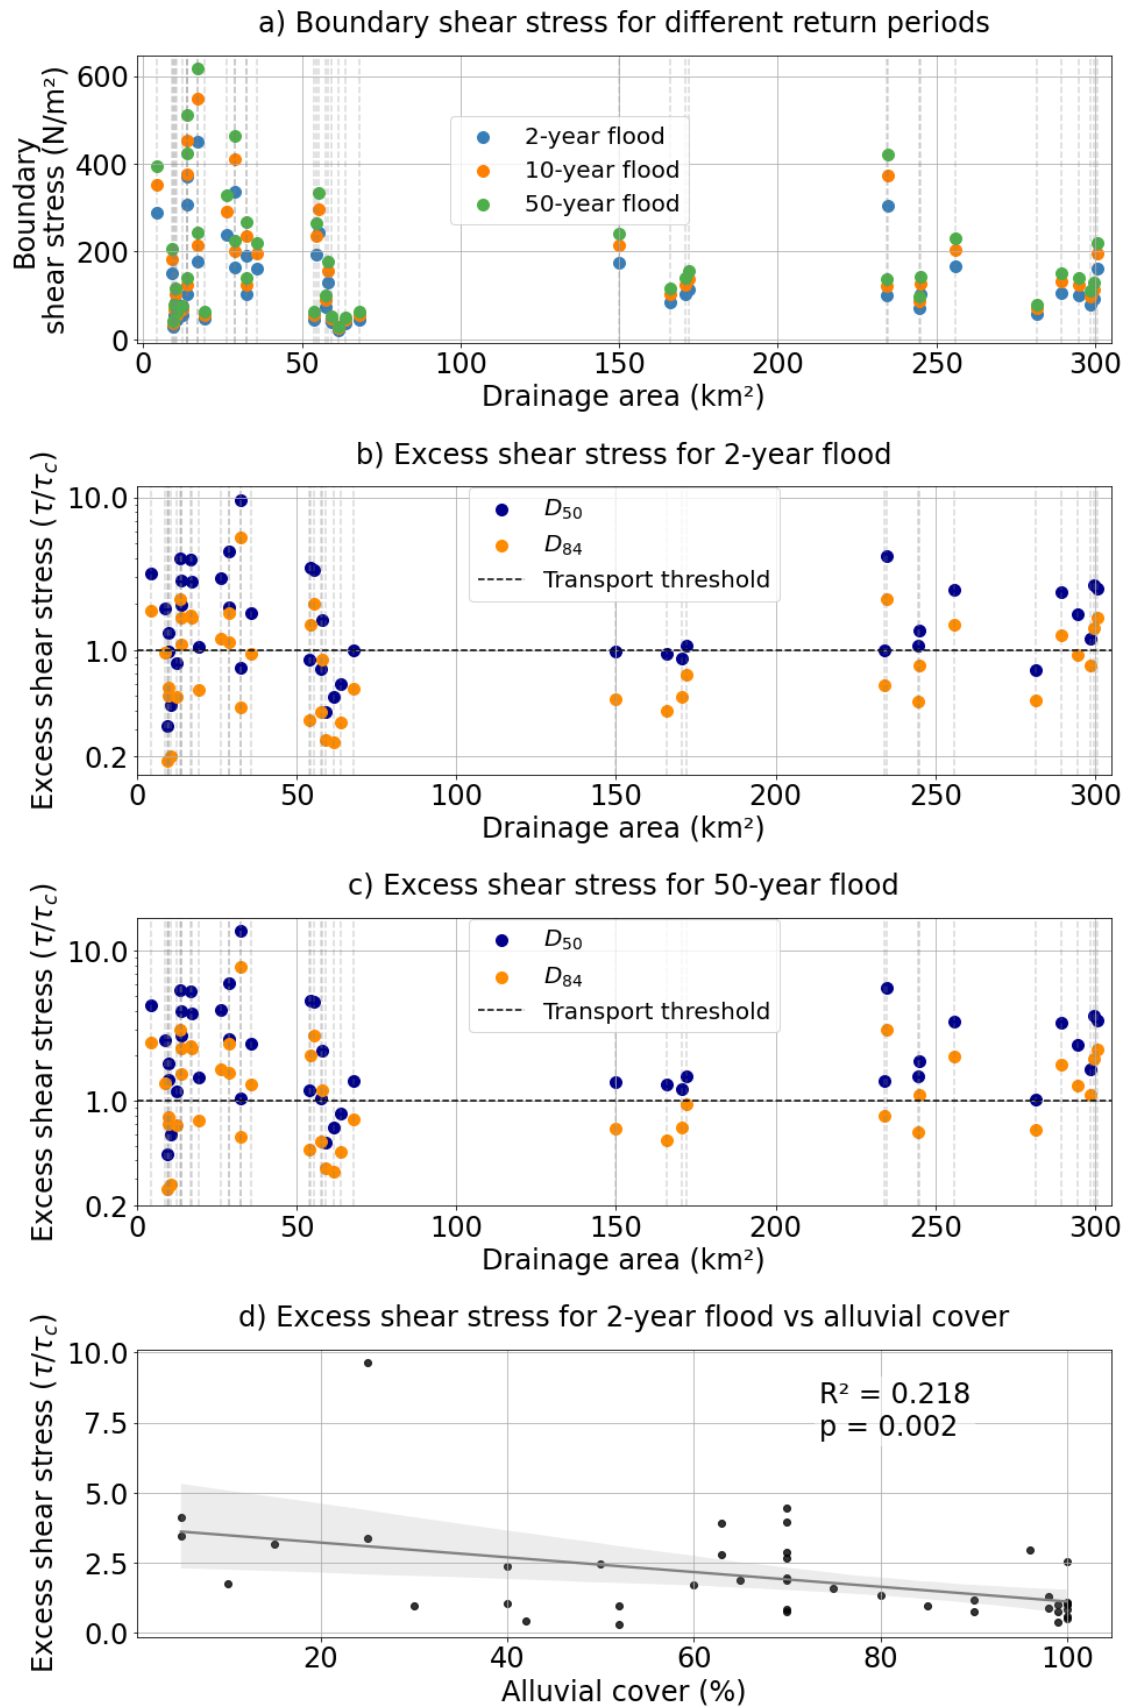 a) Boundary shear stress for different return periods
Boundary
shear stress (N/m²)
600
400
200
0
2-year flood
10-year flood
50-year flood
0 50 100 150 200 250 300
Drainage area (km²)
b) Excess shear stress for 2-year flood
Excess shear stress (τ/τc)
10.0
1.0
0.2
D50
D84
Transport threshold
0 50 100 150 200 250 300
Drainage area (km²)
c) Excess shear stress for 50-year flood
Excess shear stress (τ/τc)
10.0
1.0
0.2
D50
D84
Transport threshold
0 50 100 150 200 250 300
Drainage area (km²)
d) Excess shear stress for 2-year flood vs alluvial cover
Excess shear stress (τ/τc)
10.0
7.5
5.0
2.5
0.0
R² = 0.218
p = 0.002
20 40 60 80 100
Alluvial cover (%)